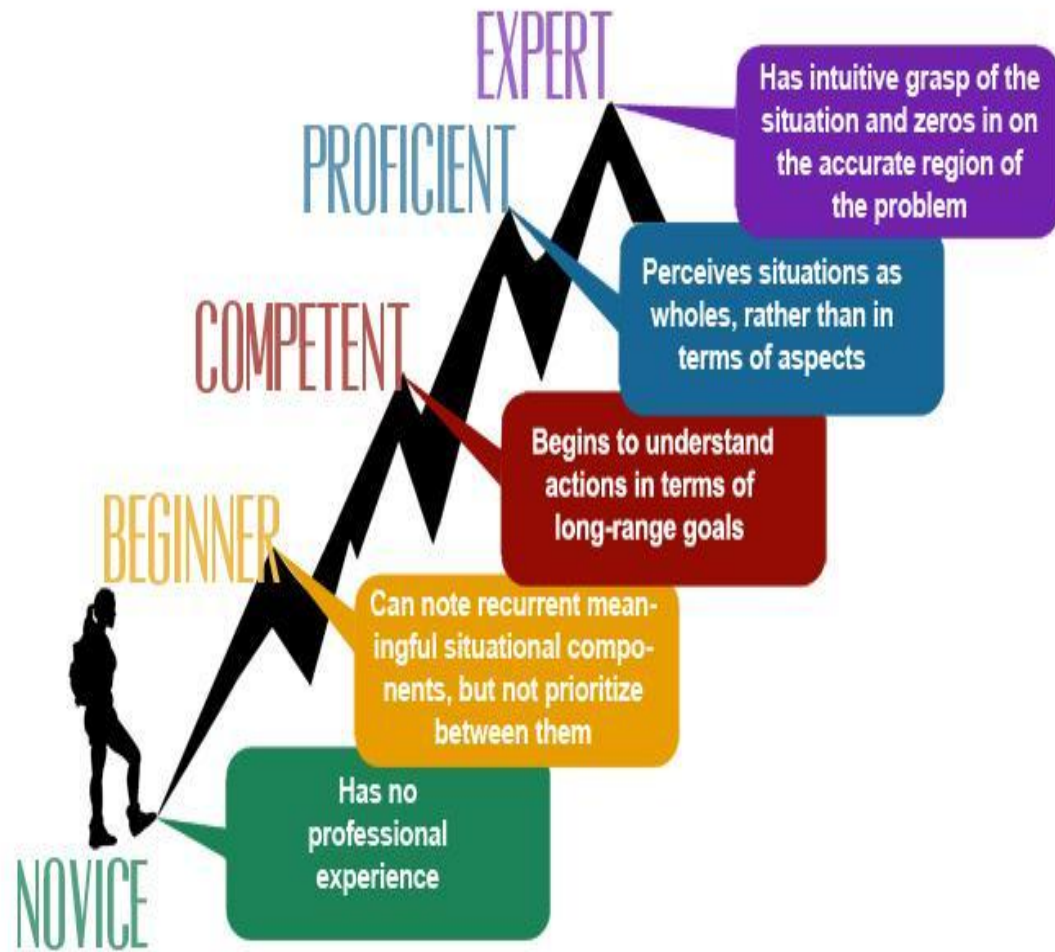 EXPERT
Has intuitive grasp of the
situation and zeros in on
the accurate region of
the problem
PROFICIENT
Perceives situations as
wholes, rather than in
terms of aspects
COMPETENT
Begins to understand
actions in terms of
long-range goals
BEGINNER
Can note recurrent mean-
ingful situational compo-
nents, but not prioritize
between them
Has no
professional
experience
NOVICE